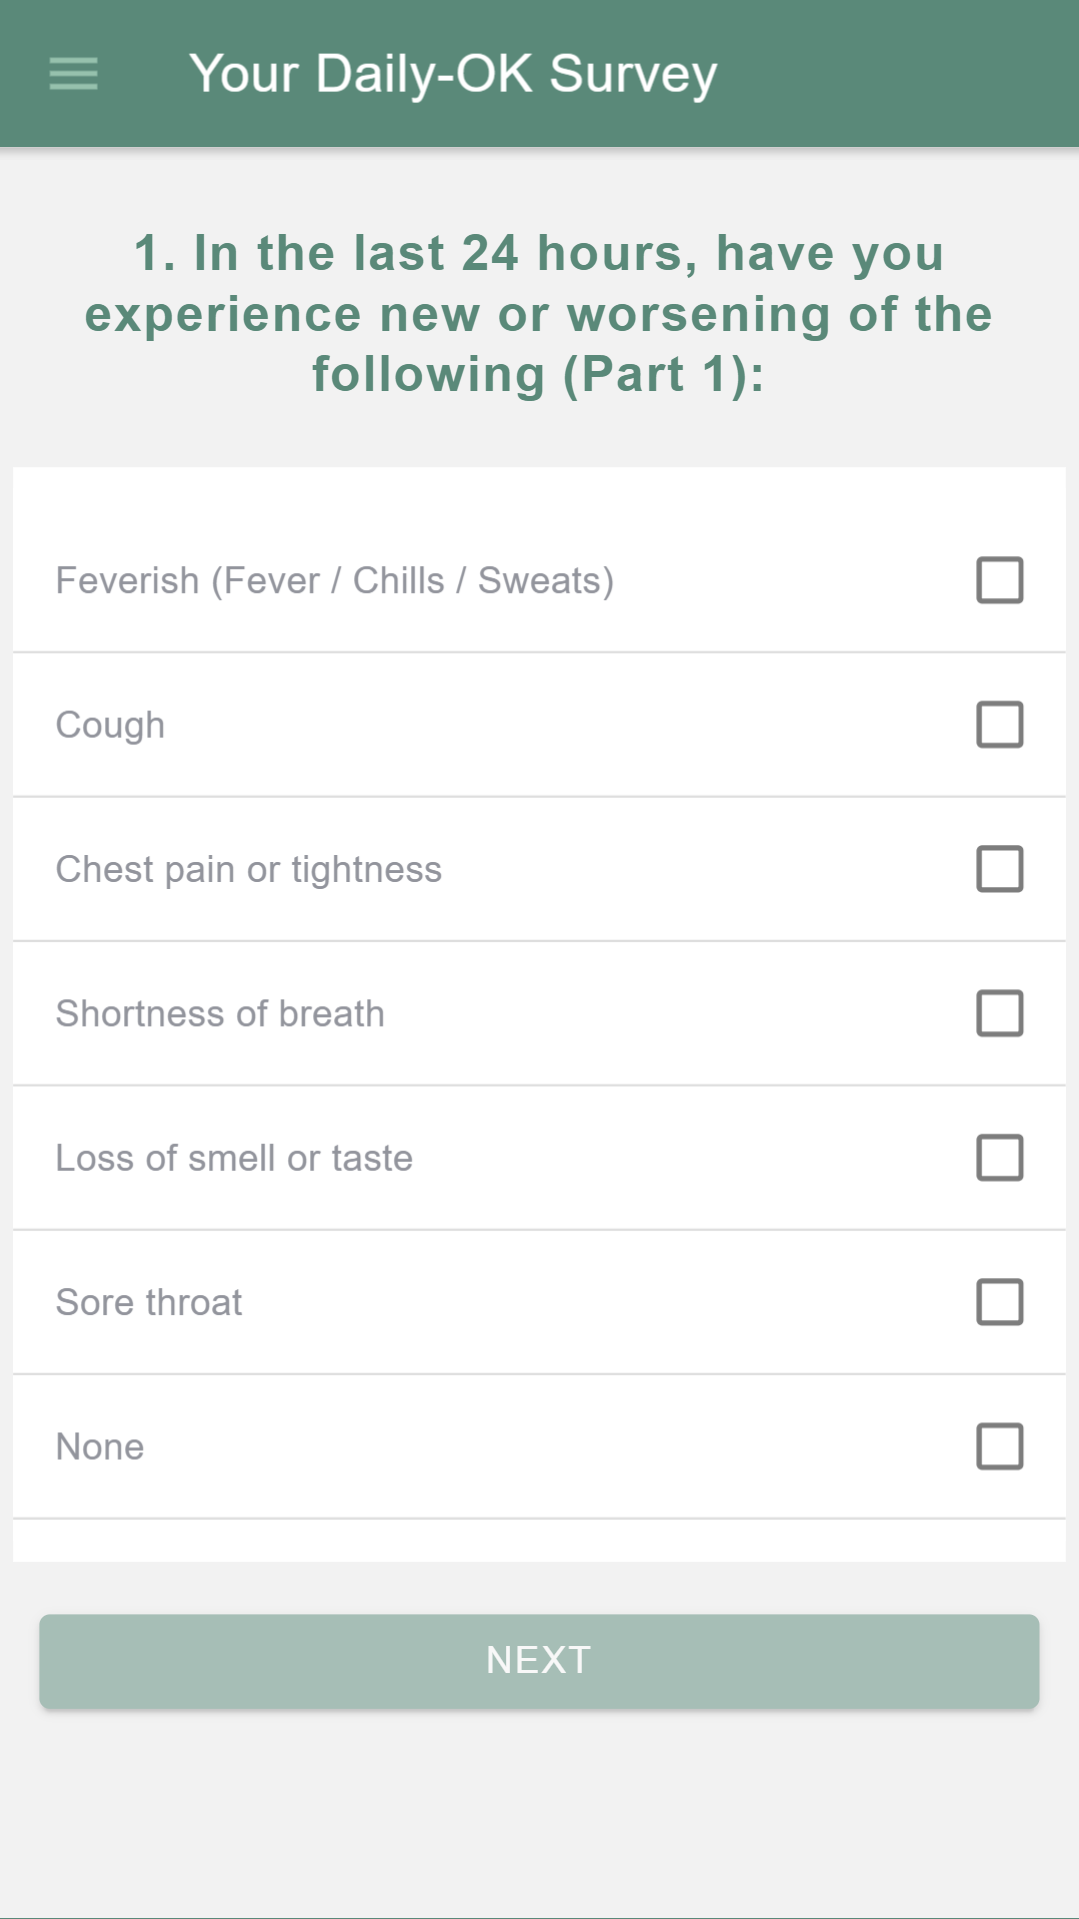 Your Daily-OK Survey
1. In the last 24 hours, have you
experience new or worsening of the
following (Part 1):
Feverish (Fever / Chills / Sweats)
Cough
Chest pain or tightness
Shortness of breath
Loss of smell or taste
Sore throat
None
NEXT